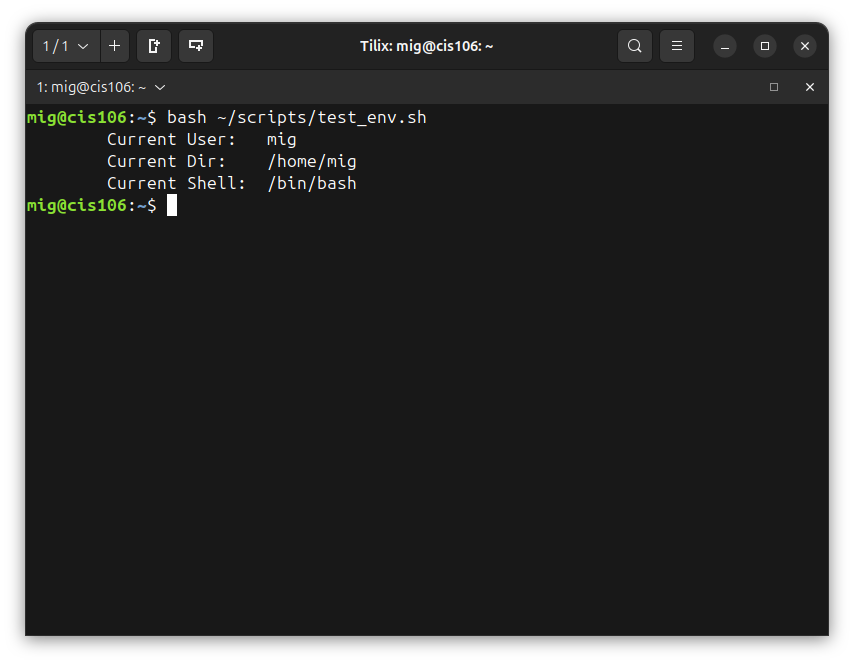 1 / 1
Tilix: mig@cis106: ~
1: mig@cis106: ~
mig@cis106:~$ bash ~/scripts/test_env.sh
Current User: mig
Current Dir: /home/mig
Current Shell: /bin/bash
mig@cis106:~$